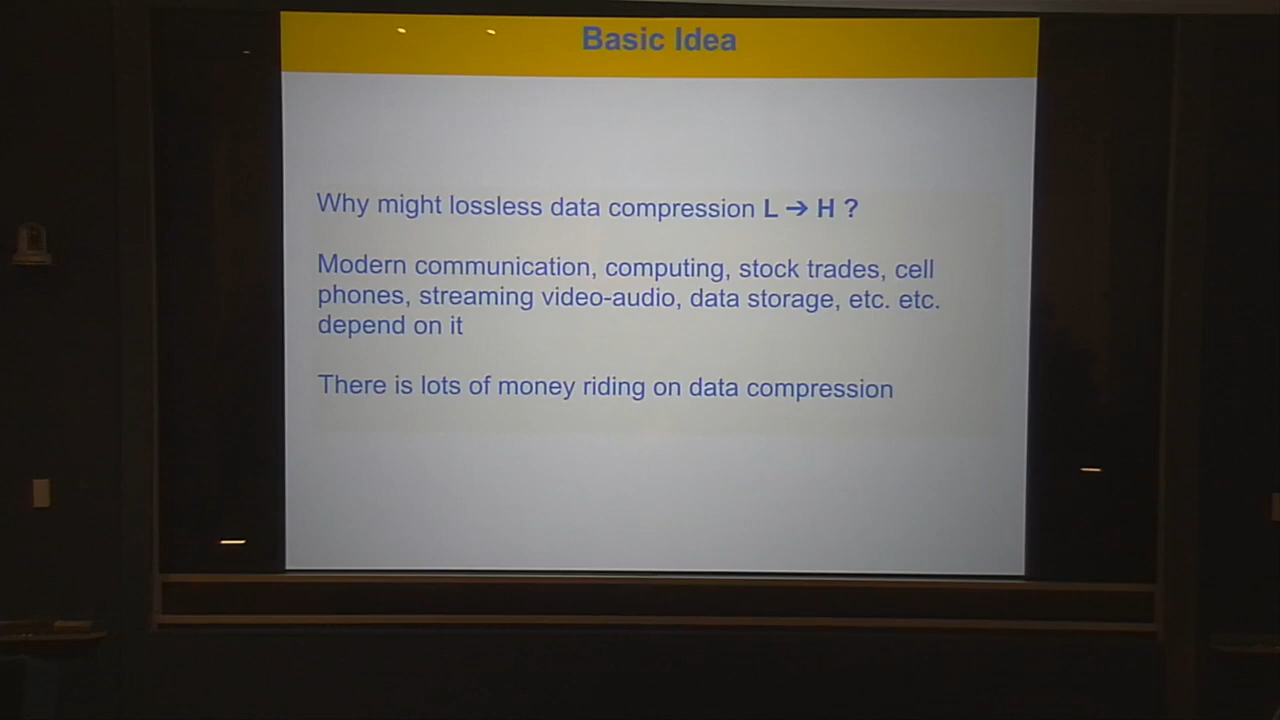 Basic Idea
Why might lossless data compression L ➔ H ?
Modern communication, computing, stock trades, cell
phones, streaming video-audio, data storage, etc. etc.
depend on it
There is lots of money riding on data compression